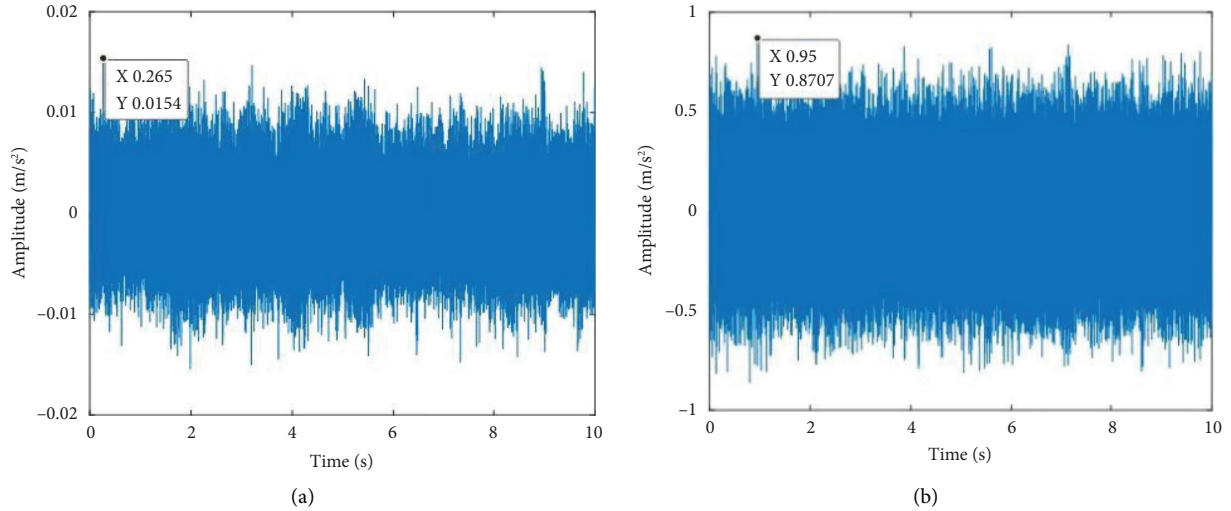 0.02
0.01
0
−0.01
−0.02
Amplitude (m/s²)
X 0.265
Y 0.0154
0 2 4 6 8 10
Time (s)
(a)
1
0.5
0
−0.5
−1
Amplitude (m/s²)
X 0.95
Y 0.8707
0 2 4 6 8 10
Time (s)
(b)